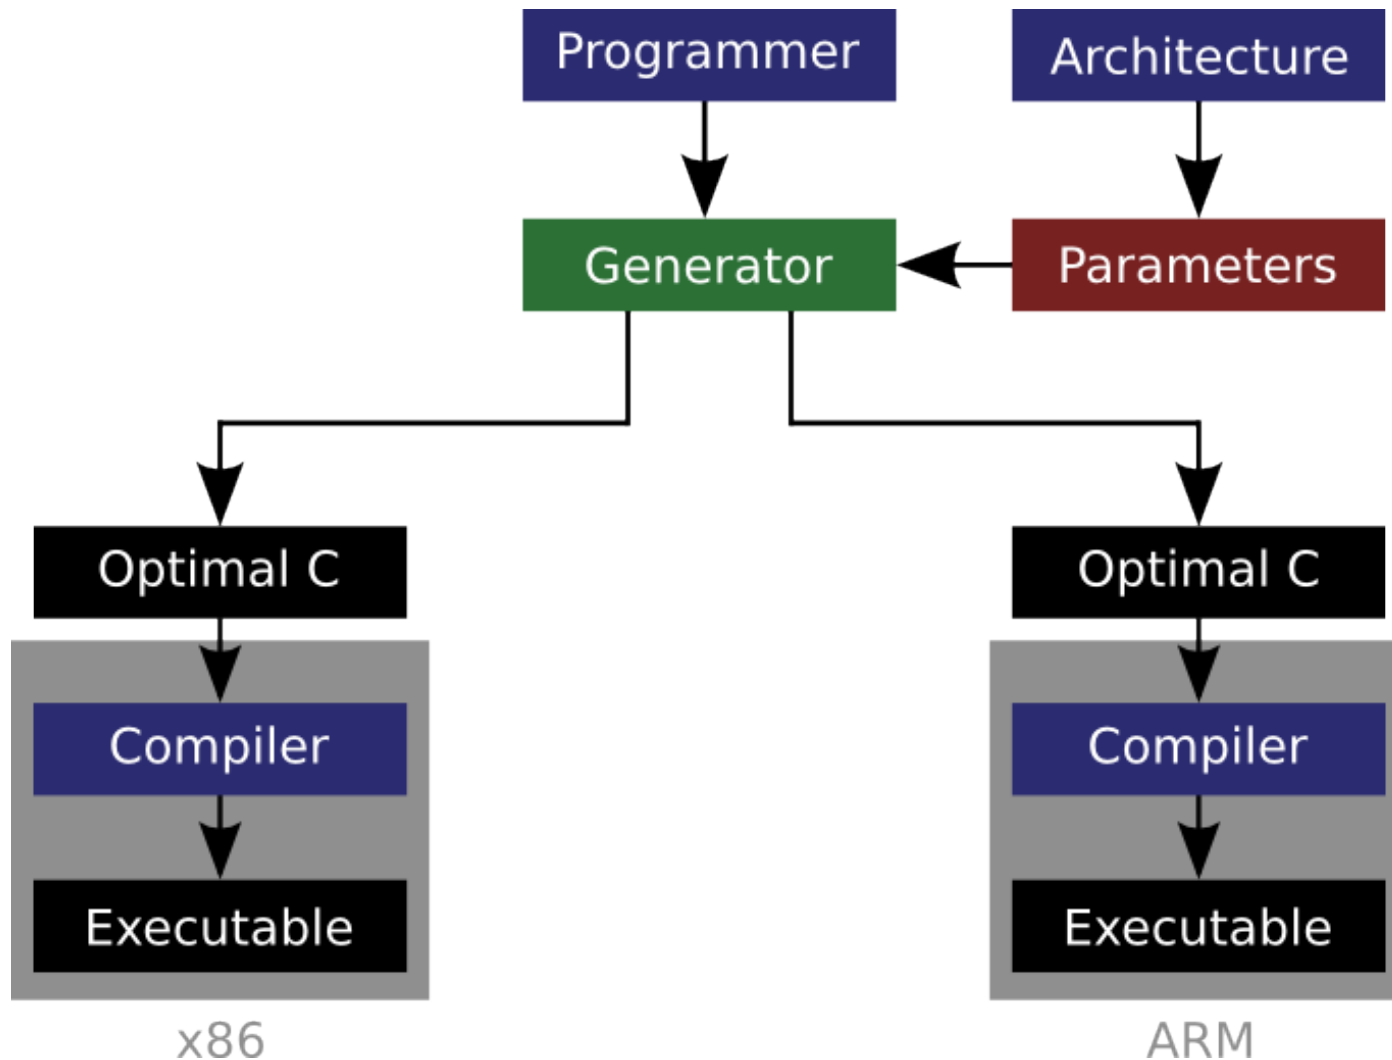 Programmer
Architecture
Generator
Parameters
Optimal C
Optimal C
Compiler
Compiler
Executable
Executable
x86
ARM